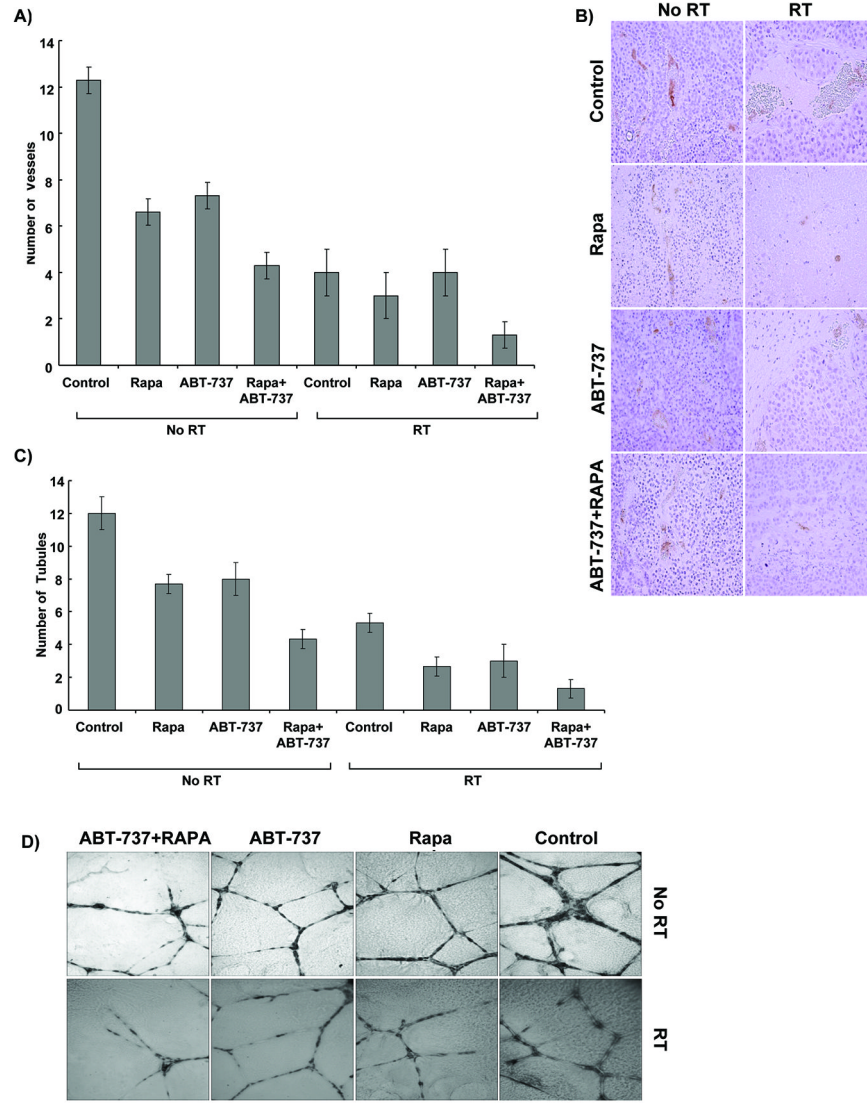 A)
Number of Vessels
14
12
10
8
6
4
2
0
Control Rapa ABT-737 Rapa+ ABT-737 Control Rapa ABT-737 Rapa+ ABT-737
No RT RT
B)
No RT RT
Control
Rapa
ABT-737
ABT-737+RAPA
C)
Number of Tubules
14
12
10
8
6
4
2
0
Control Rapa ABT-737 Rapa+ ABT-737 Control Rapa ABT-737 Rapa+ ABT-737
No RT RT
D)
ABT-737+RAPA ABT-737 Rapa Control
No RT
RT